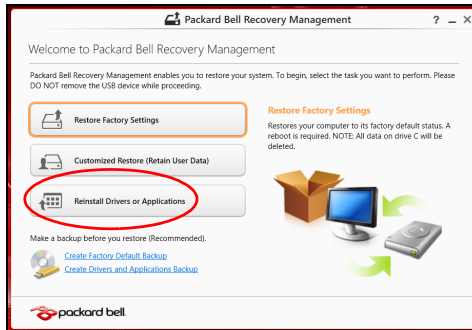 Packard Bell Recovery Management
? _ ×
Welcome to Packard Bell Recovery Management
Packard Bell Recovery Management enables you to restore your system. To begin, select the task you want to perform. Please
DO NOT remove the USB device while proceeding.
Restore Factory Settings
Customized Restore (Retain User Data)
Reinstall Drivers or Applications
Restore Factory Settings
Restores your computer to its factory default status. A
reboot is required. NOTE: All data on drive C will be
deleted.
Make a backup before you restore (Recommended).
Create Factory Default Backup
Create Drivers and Applications Backup
packard bell